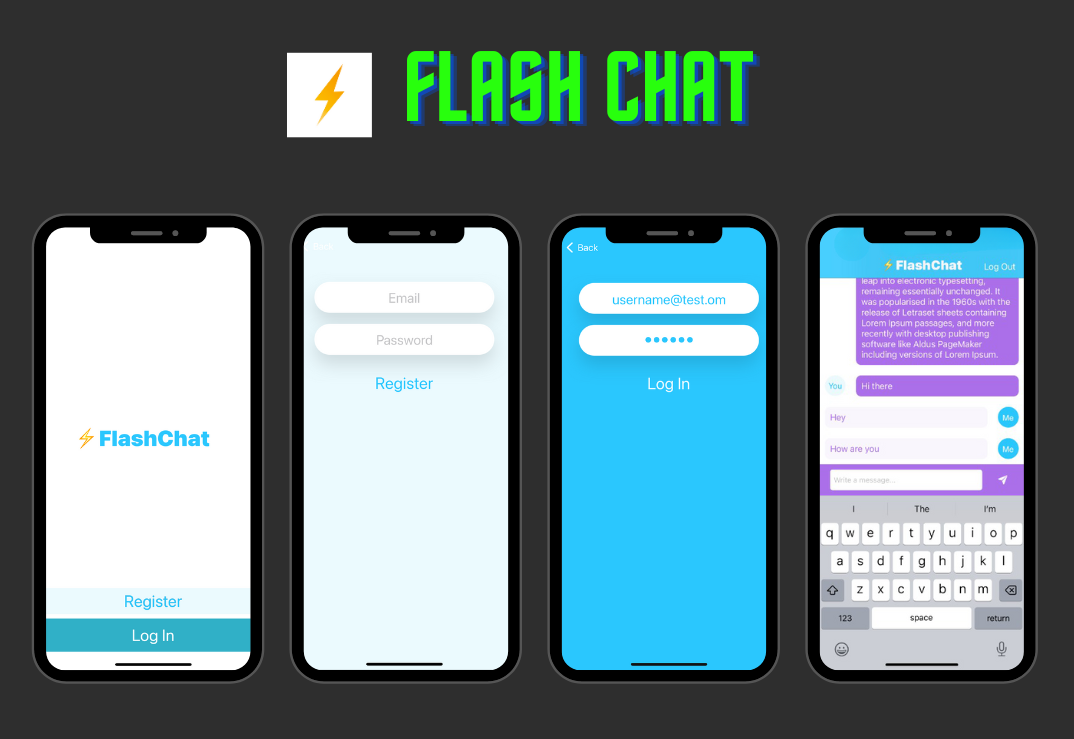 FLASH CHAT
FlashChat
Register
Log In
Email
Password
Register
Back
username@test.om
Log In
FlashChat
Log Out
leap into electronic typesetting,
remaining essentially unchanged. It
was popularised in the 1960s with the
release of Letraset sheets containing
Lorem Ipsum passages, and more
recently with desktop publishing
software like Aldus PageMaker
including versions of Lorem Ipsum.
You
Hi there
Hey
Me
How are you
Me
Write a message...
I The I'm
q w e r t y u i o p
a s d f g h j k l
z x c v b n m
123 space return